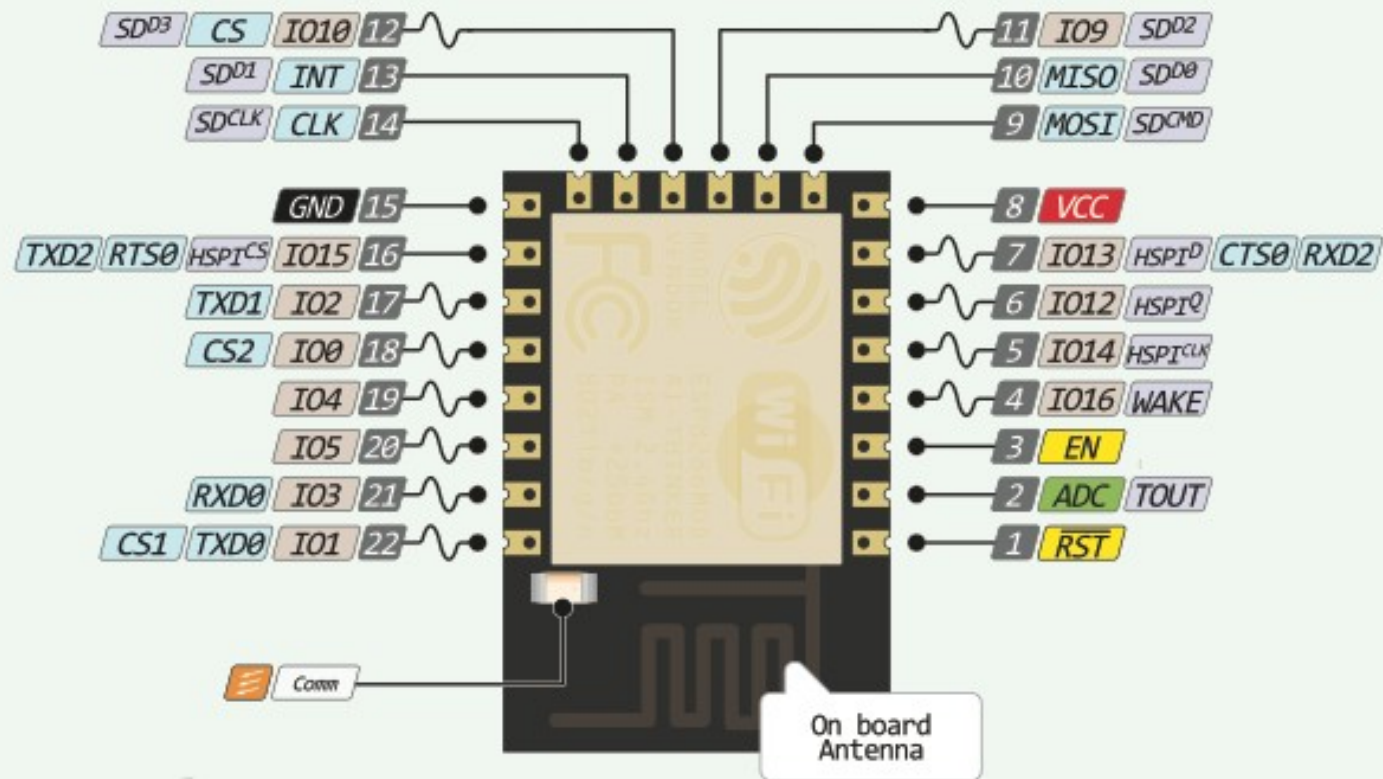 SDD3 CS IO10 12
11 IO9 SDD2
SDD1 INT 13
10 MISO SDD0
SDCLK CLK 14
9 MOSI SDCMD
GND 15
8 VCC
TXD2 RTS0 HSPICS IO15 16
7 IO13 HSPID CTS0 RXD2
TXD1 IO2 17
6 IO12 HSPIQ
CS2 IO0 18
5 IO14 HSPICLK
IO4 19
4 IO16 WAKE
IO5 20
3 EN
RXD0 IO3 21
2 ADC TOUT
CS1 TXD0 IO1 22
1 RST
FC
WiFi
Comm
On board
Antenna